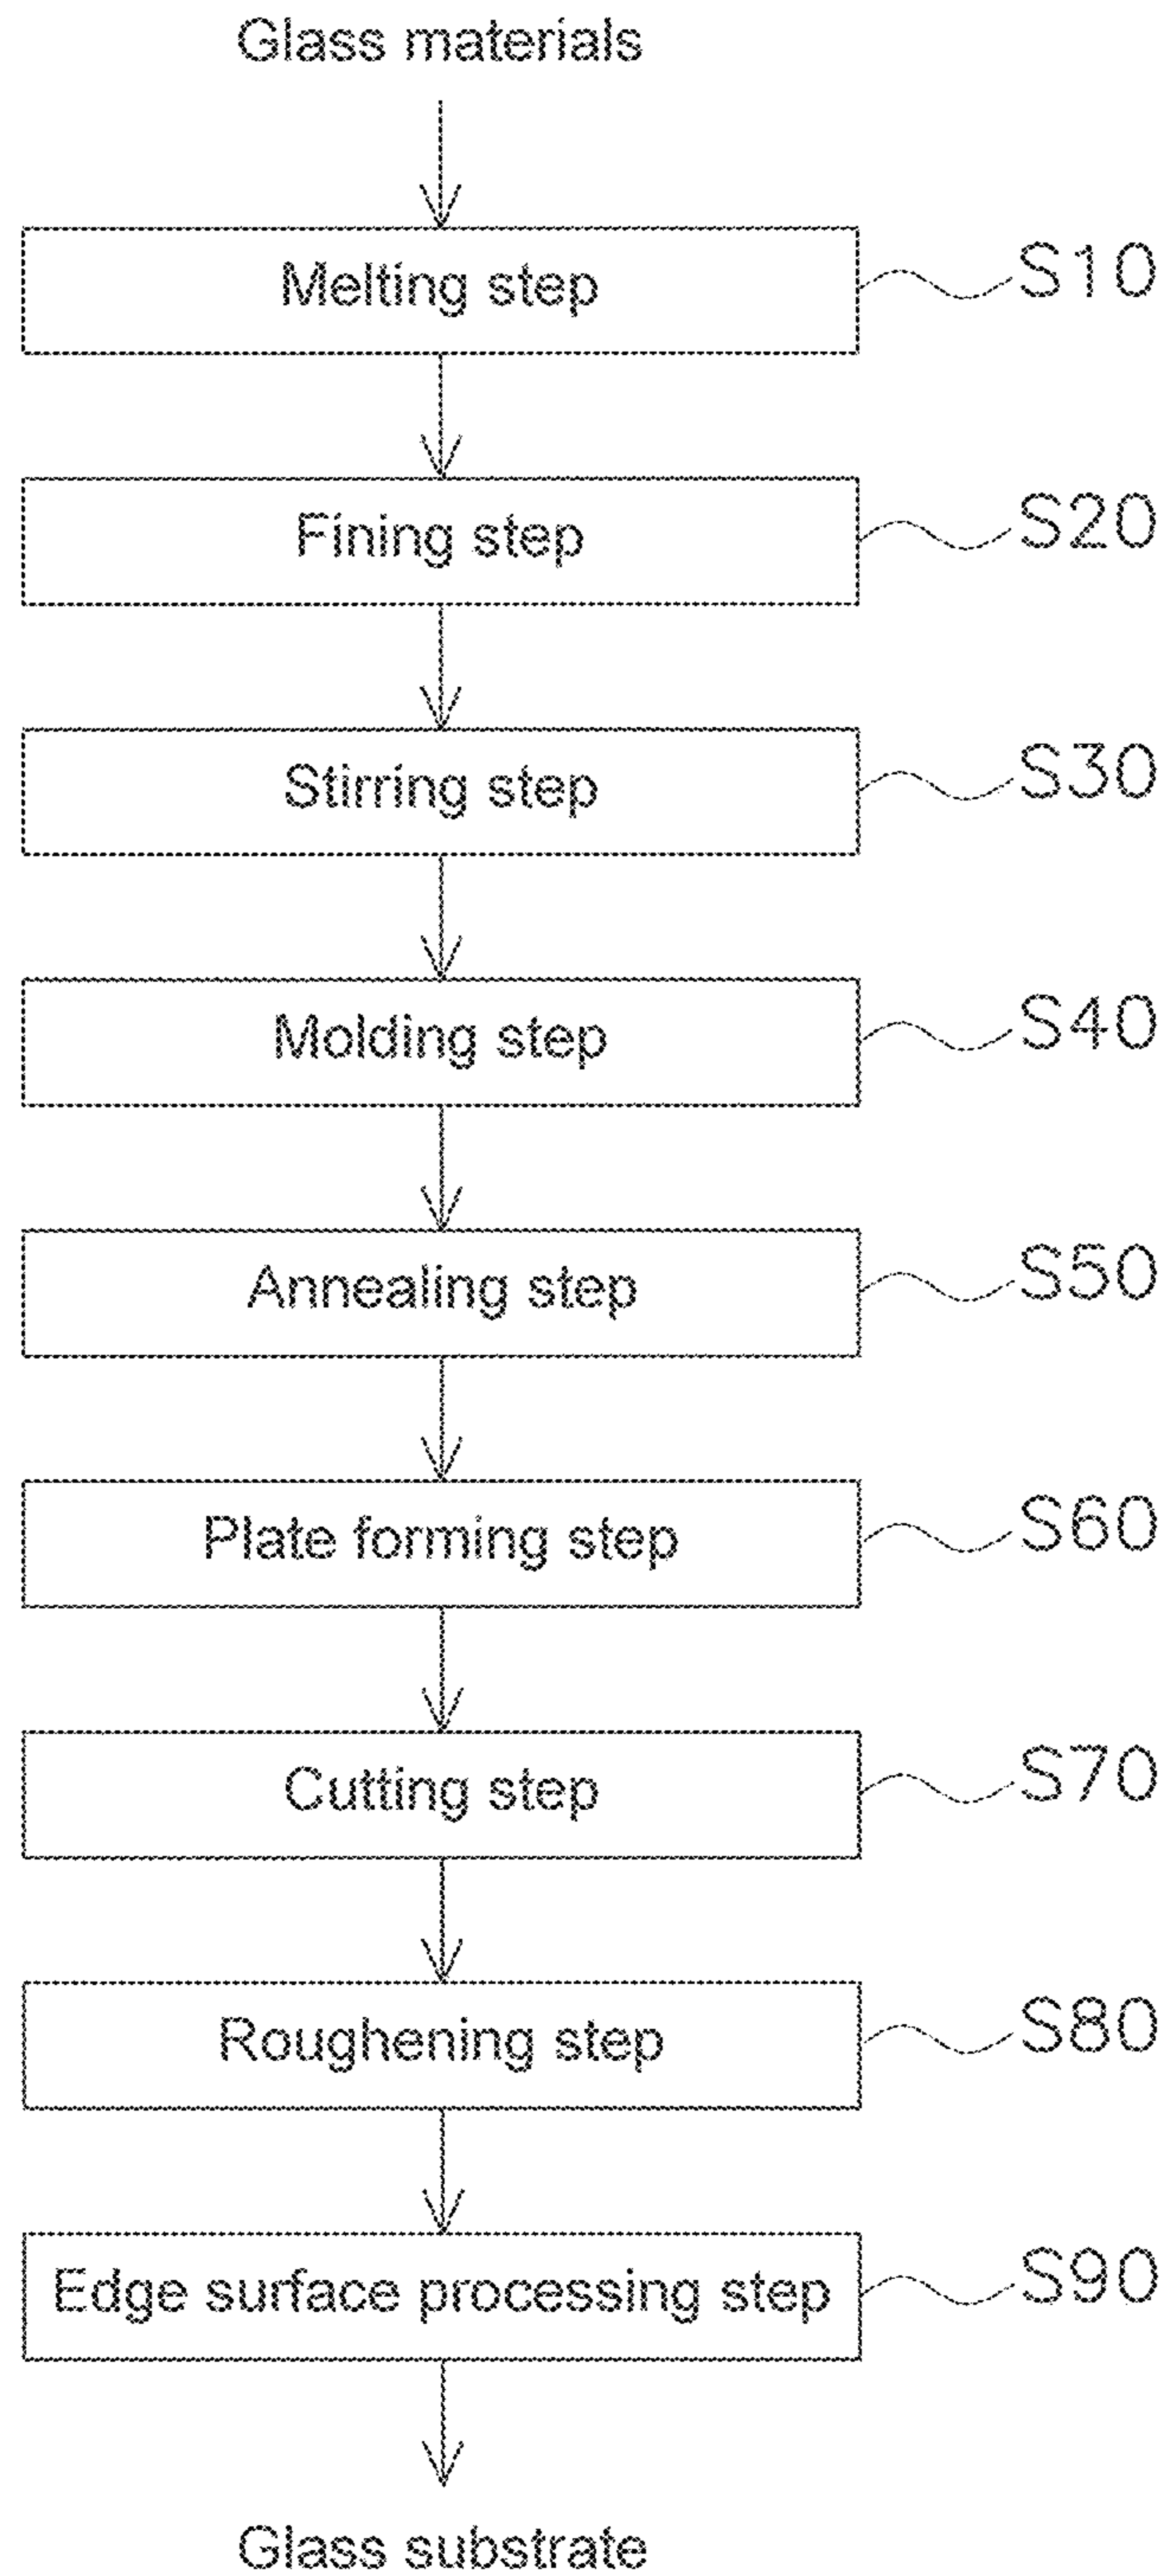 Glass materials
Melting step
S10
Fining step
S20
Stirring step
S30
Molding step
S40
Annealing step
S50
Plate forming step
S60
Cutting step
S70
Roughening step
S80
Edge surface processing step
S90
Glass substrate